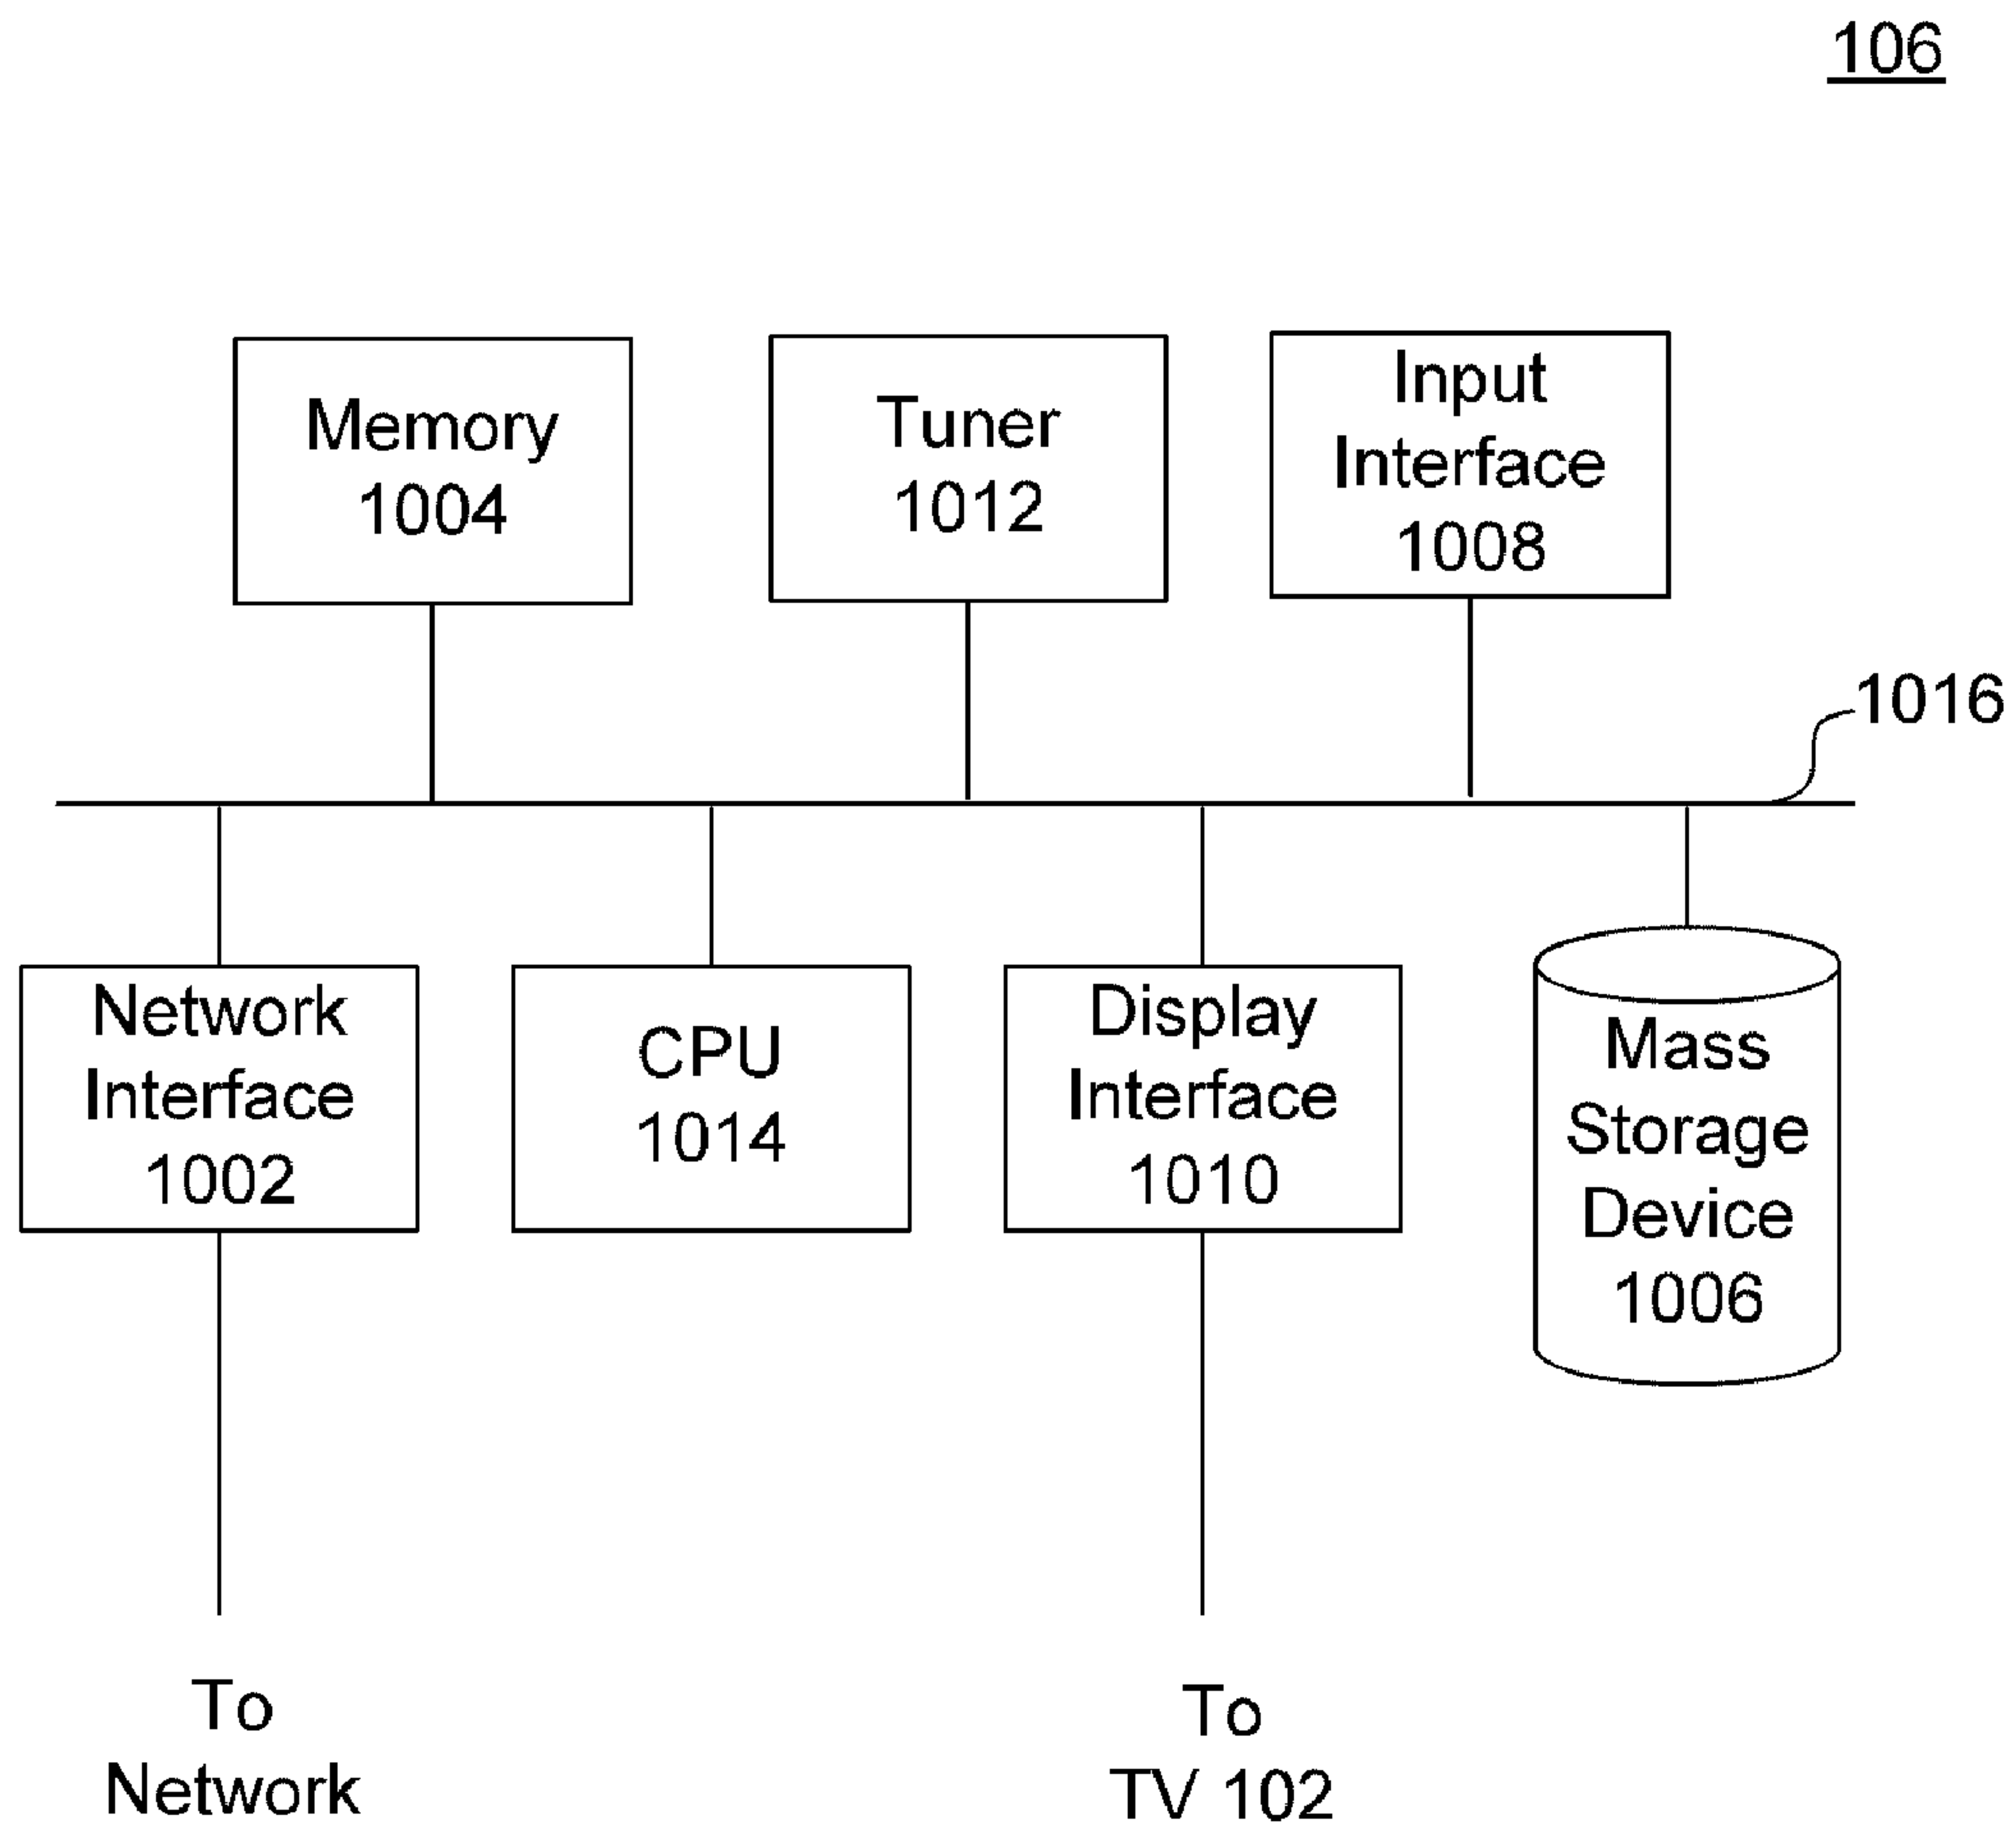 106
Memory
1004
Tuner
1012
Input
Interface
1008
1016
Network
Interface
1002
CPU
1014
Display
Interface
1010
Mass
Storage
Device
1006
To
Network
To
TV 102